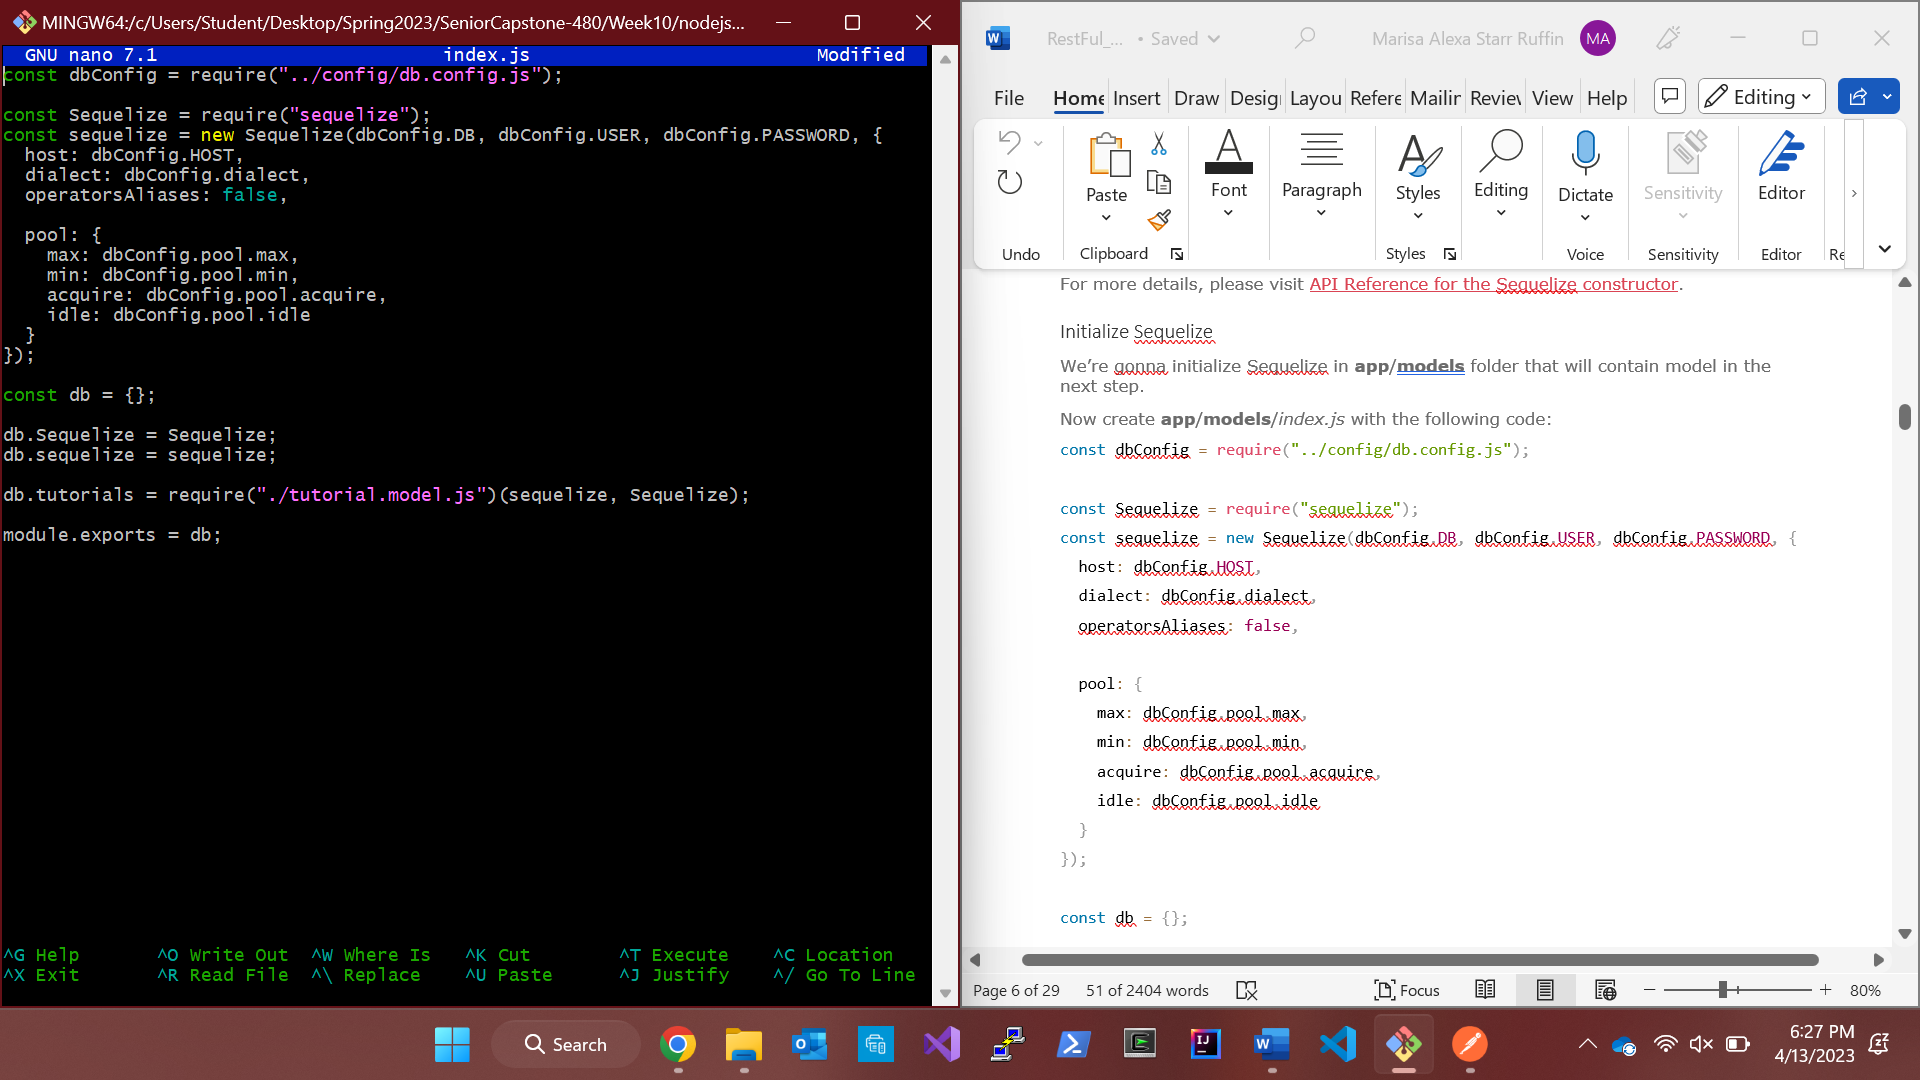 MINGW64:/c/Users/Student/Desktop/Spring2023/SeniorCapstone-480/Week10/nodejs...
GNU nano 7.1 index.js Modified
const dbConfig = require("../config/db.config.js");
const Sequelize = require("sequelize");
const sequelize = new Sequelize(dbConfig.DB, dbConfig.USER, dbConfig.PASSWORD, {
  host: dbConfig.HOST,
  dialect: dbConfig.dialect,
  operatorsAliases: false,
  pool: {
    max: dbConfig.pool.max,
    min: dbConfig.pool.min,
    acquire: dbConfig.pool.acquire,
    idle: dbConfig.pool.idle
  }
});
const db = {};
db.Sequelize = Sequelize;
db.sequelize = sequelize;
db.tutorials = require("./tutorial.model.js")(sequelize, Sequelize);
module.exports = db;
^G Help ^O Write Out ^W Where Is ^K Cut ^T Execute ^C Location
^X Exit ^R Read File ^\ Replace ^U Paste ^J Justify ^/ Go To Line
W RestFul_... • Saved Marisa Alexa Starr Ruffin MA
File Home Insert Draw Desig Layou Refere Mailir Review View Help Editing
Paste Font Paragraph Styles Editing Dictate Sensitivity Editor
Undo Clipboard Styles Voice Sensitivity Editor Re
For more details, please visit API Reference for the Sequelize constructor.
Initialize Sequelize
We’re gonna initialize Sequelize in app/models folder that will contain model in the
next step.
Now create app/models/index.js with the following code:
const dbConfig = require("../config/db.config.js");
const Sequelize = require("sequelize");
const sequelize = new Sequelize(dbConfig.DB, dbConfig.USER, dbConfig.PASSWORD, {
  host: dbConfig.HOST,
  dialect: dbConfig.dialect,
  operatorsAliases: false,
  pool: {
    max: dbConfig.pool.max,
    min: dbConfig.pool.min,
    acquire: dbConfig.pool.acquire,
    idle: dbConfig.pool.idle
  }
});
const db = {};
Page 6 of 29 51 of 2404 words Focus 80%
Search
6:27 PM
4/13/2023